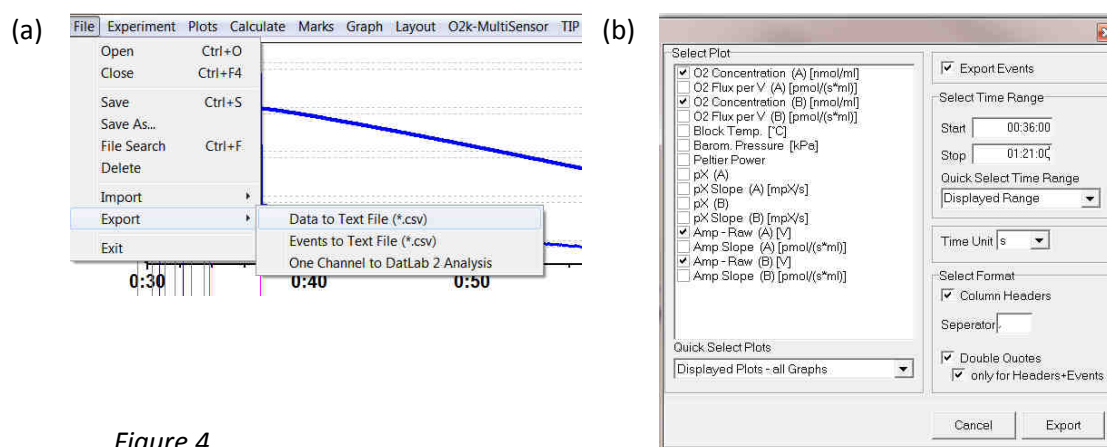 (a)
File Experiment Plots Calculate Marks Graph Layout O2k-MultiSensor TIP
Open Ctrl+O
Close Ctrl+F4
Save Ctrl+S
Save As...
File Search Ctrl+F
Delete
Import
Export
Exit
Data to Text File (*.csv)
Events to Text File (*.csv)
One Channel to DatLab 2 Analysis
0:30 0:40 0:50
(b)
Select Plot
O2 Concentration (A) [nmol/ml]
O2 Flux per V (A) [pmol/(s*ml)]
O2 Concentration (B) [nmol/ml]
O2 Flux per V (B) [pmol/(s*ml)]
Block Temp. [°C]
Barom. Pressure [kPa]
Peltier Power
pX (A)
pX Slope (A) [mpX/s]
pX (B)
pX Slope (B) [mpX/s]
Amp - Raw (A) [V]
Amp Slope (A) [pmol/(s*ml)]
Amp - Raw (B) [V]
Amp Slope (B) [pmol/(s*ml)]
Quick Select Plots
Displayed Plots - all Graphs
Export Events
Select Time Range
Start 00:36:00
Stop 01:21:00
Quick Select Time Range
Displayed Range
Time Unit s
Select Format
Column Headers
Seperator ,
Double Quotes
only for Headers+Events
Cancel Export
Figure 4